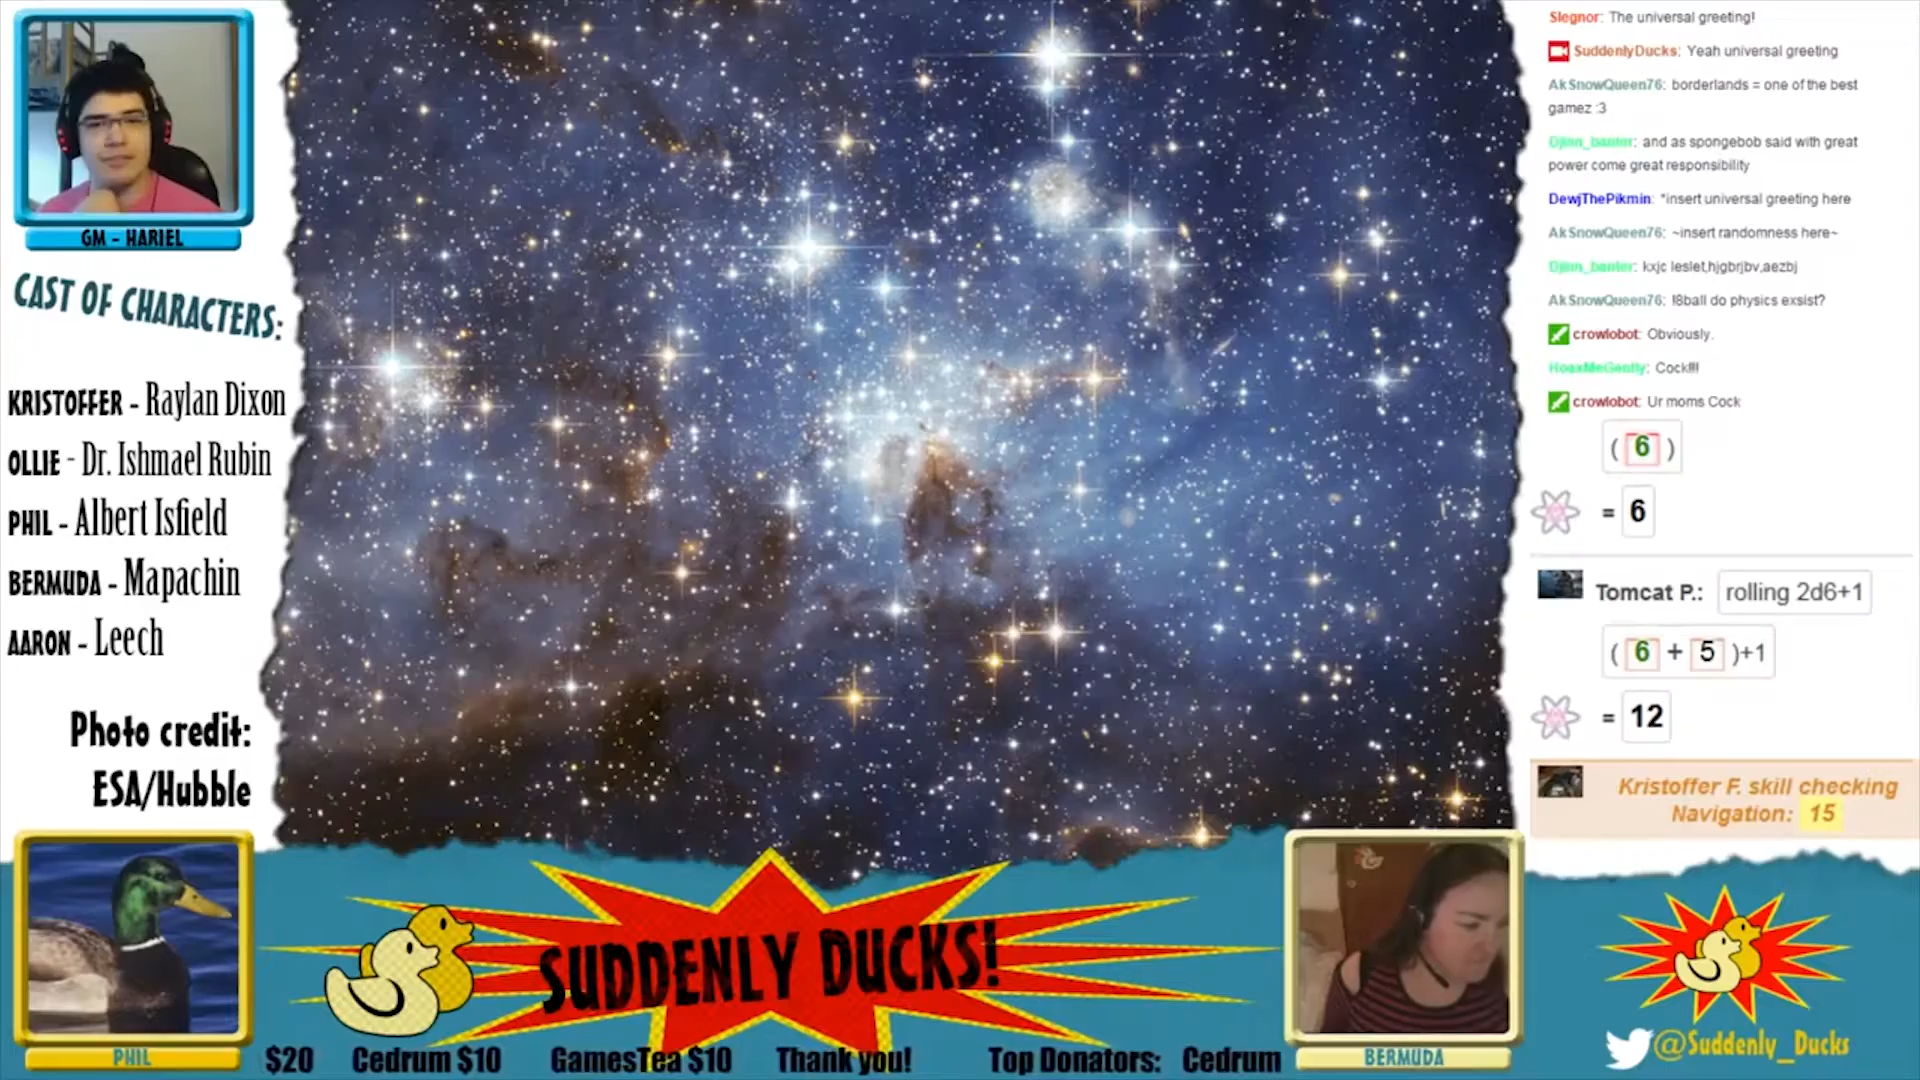 GM - HARIEL
CAST OF CHARACTERS:
KRISTOFFER - Raylan Dixon
OLLIE - Dr. Ishmael Rubin
PHIL - Albert Isfield
BERMUDA - Mapachin
AARON - Leech
Photo credit:
ESA/Hubble
Slegnor: The universal greeting!
SuddenlyDucks: Yeah universal greeting
AkSnowQueen76: borderlands = one of the best
gamez :3
Djinn_banter: and as spongebob said with great
power come great responsibility
DewjThePikmin: *insert universal greeting here
AkSnowQueen76: ~insert randomness here~
Djinn_banter: kxjc leslet,hjgbrjbv,aezbj
AkSnowQueen76: !8ball do physics exsist?
crowlobot: Obviously.
HoaxMeGently: Cock!!!
crowlobot: Ur moms Cock
( 6 )
= 6
Tomcat P.: rolling 2d6+1
( 6 + 5 )+1
= 12
Kristoffer F. skill checking
Navigation: 15
PHIL
SUDDENLY DUCKS!
BERMUDA
@Suddenly_Ducks
$20 Cedrum $10 GamesTea $10 Thank you! Top Donators: Cedrum